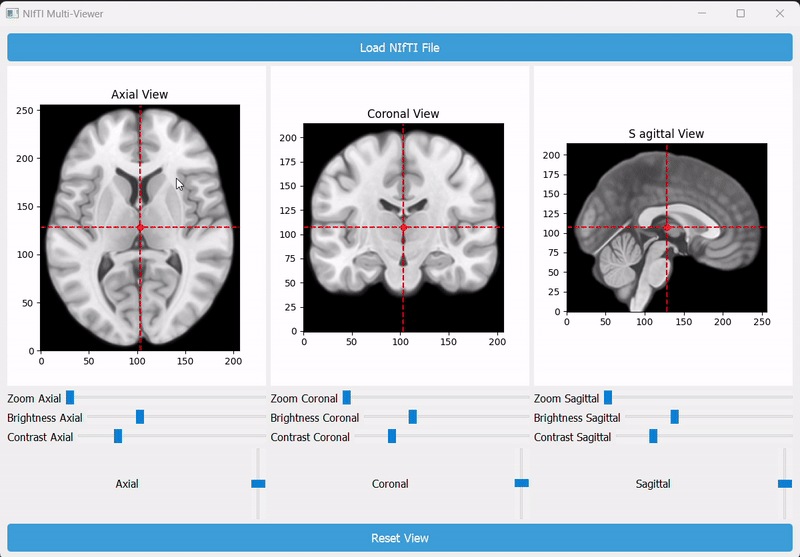 NIfTI Multi-Viewer
Load NIfTI File
Axial View
250
200
150
100
50
0
0 50 100 150 200
Coronal View
200
175
150
125
100
75
50
25
0
0 50 100 150 200
S agittal View
200
175
150
125
100
75
50
25
0
0 50 100 150 200 250
Zoom Axial
Brightness Axial
Contrast Axial
Zoom Coronal
Brightness Coronal
Contrast Coronal
Zoom Sagittal
Brightness Sagittal
Contrast Sagittal
Axial
Coronal
Sagittal
Reset View